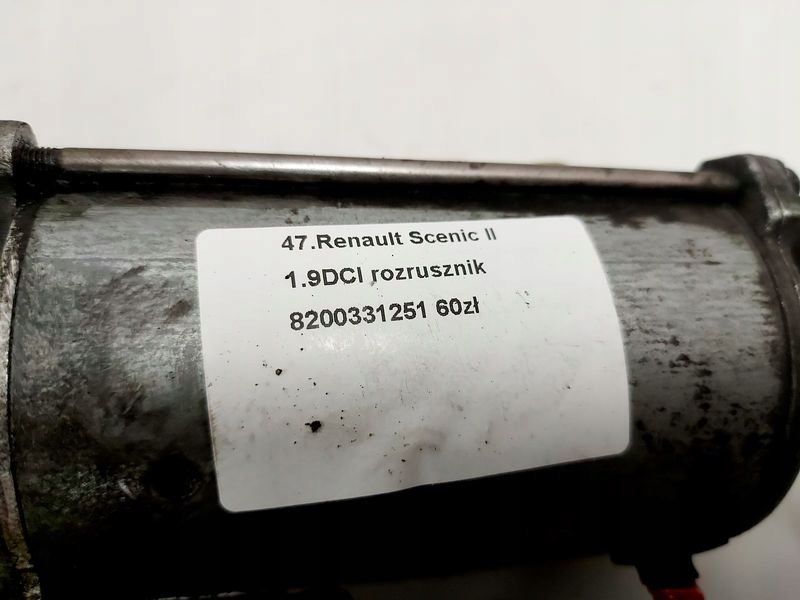 47.Renault Scenic II
1.9DCI rozrusznik
8200331251 60zł